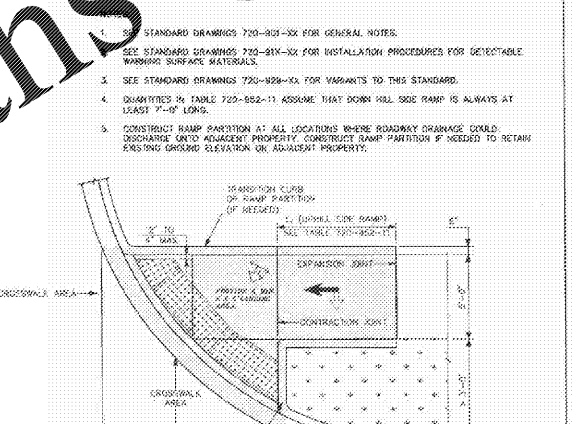 1. SEE STANDARD DRAWINGS 720-901-XX FOR GENERAL NOTES.
SEE STANDARD DRAWINGS 720-91X-XX FOR INSTALLATION PROCEDURES FOR DETECTABLE
WARNING SURFACE MATERIALS.
3. SEE STANDARD DRAWINGS 720-929-XX FOR VARIANTS TO THIS STANDARD.
4. QUANTITIES IN TABLE 720-952-11 ASSUME THAT DOWN HILL SIDE RAMP IS ALWAYS AT
LEAST 7'-0" LONG.
5. CONSTRUCT RAMP PARTITION AT ALL LOCATIONS WHERE ROADWAY DRAINAGE COULD
DISCHARGE ONTO ADJACENT PROPERTY. CONSTRUCT RAMP PARTITION IF NEEDED TO RETAIN
EXISTING GROUND ELEVATION ON ADJACENT PROPERTY.
TRANSITION CURB
OR RAMP PARTITION
(IF NEEDED)
(UPHILL SIDE RAMP)
SEE TABLE 720-952-11
6"
TO
MAX
EXPANSION JOINT
CROSSWALK AREA
CONTRACTION JOINT
CROSSWALK
AREA